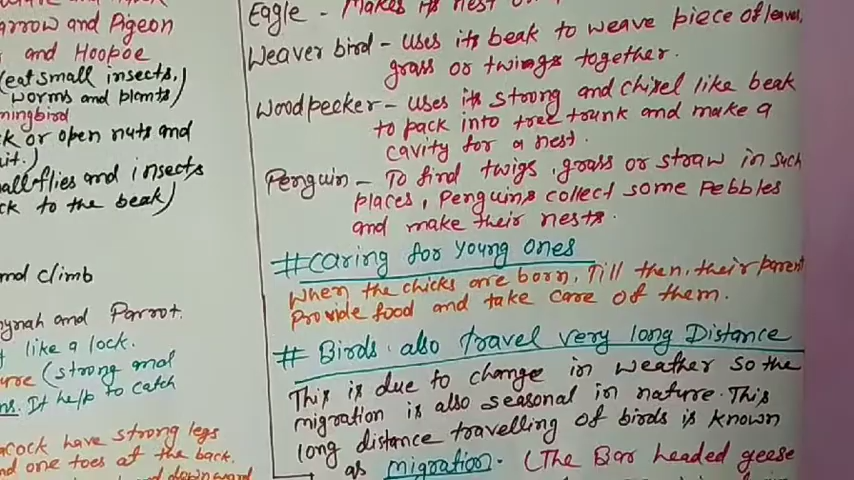 arrow and Pigeon
and Hoopoe
(eat small insects,
worms and plants)
mingbird
k or open nuts and
uit.)
all flies and insects
ck to the beak)
and climb
ynah and Parrot.
t like a lock.
ure (strong and
ns. It help to catch
acock have strong legs
nd one toes at the back.
Eagle - Makes its nest on
Weaver bird - Uses its beak to weave piece of leaves,
grass or twings together.
Woodpecker - Uses its strong and chisel like beak
to pack into tree trunk and make a
cavity for a nest.
Penguin - To find twigs, grass or straw in such
places, Penguins collect some Pebbles
and make their nests.
# Caring for Young ones
When the chicks are born, Till then, their parent
Provide food and take care of them.
# Birds also travel very long Distance
This is due to change in weather so the
migration is also seasonal in nature. This
long distance travelling of birds is known
as migration. (The Bar headed geese